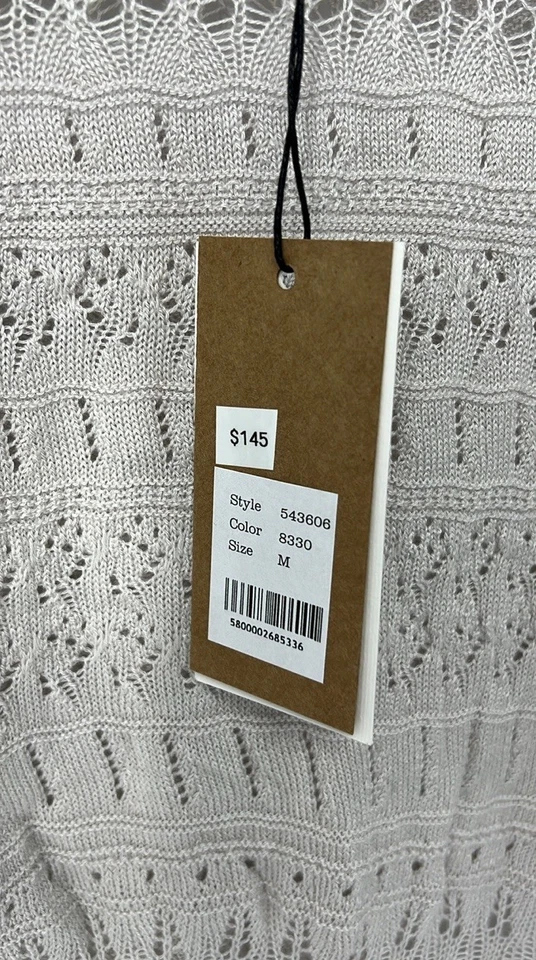 $145
Style 543606
Color 8330
Size M
5800002685336